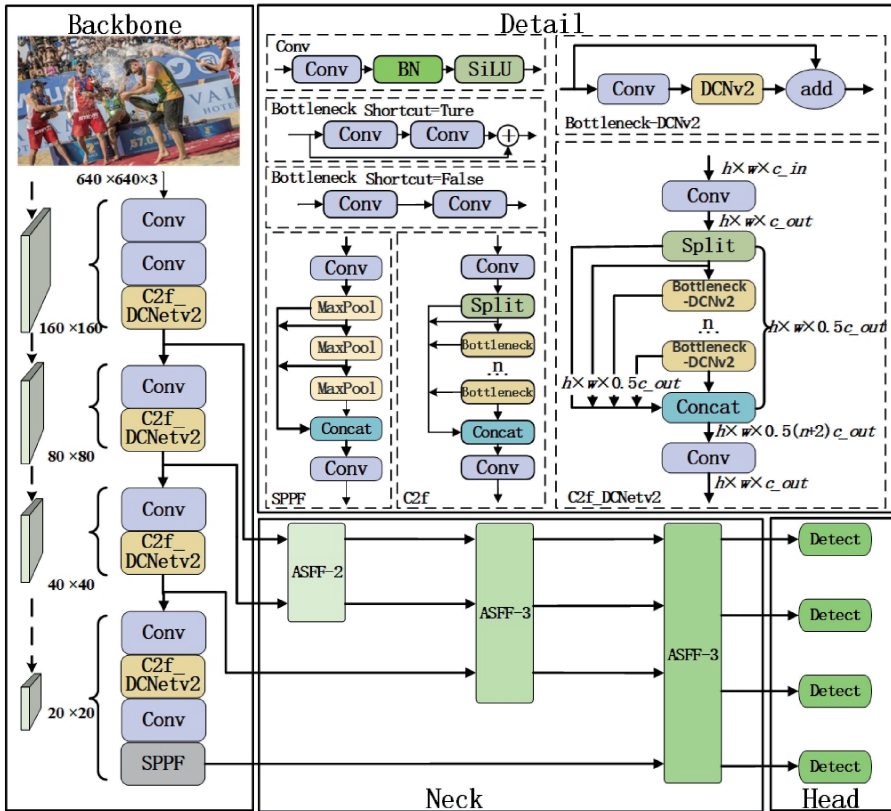 Backbone
640 ×640×3
Conv
Conv
C2f_
DCNetv2
160 ×160
Conv
C2f_
DCNetv2
80 ×80
Conv
C2f_
DCNetv2
40 ×40
Conv
C2f_
DCNetv2
Conv
SPPF
20 ×20
Detail
Conv
Conv
BN
SiLU
Bottleneck Shortcut=Ture
Conv
Conv
Bottleneck Shortcut=False
Conv
Conv
Conv
MaxPool
MaxPool
MaxPool
Concat
Conv
SPPF
Conv
Split
Bottleneck
n
...
Bottleneck
Concat
Conv
C2f
Conv
DCNv2
add
Bottleneck-DCNv2
h×w×c_in
Conv
h×w×c_out
Split
Bottleneck
-DCNv2
n
...
Bottleneck
-DCNv2
h×w×0.5c_out
h×w×0.5c_out
Concat
h×w×0.5(n+2)c_out
Conv
h×w×c_out
C2f_DCNetv2
ASFF-2
ASFF-3
ASFF-3
Neck
Detect
Detect
Detect
Detect
Head